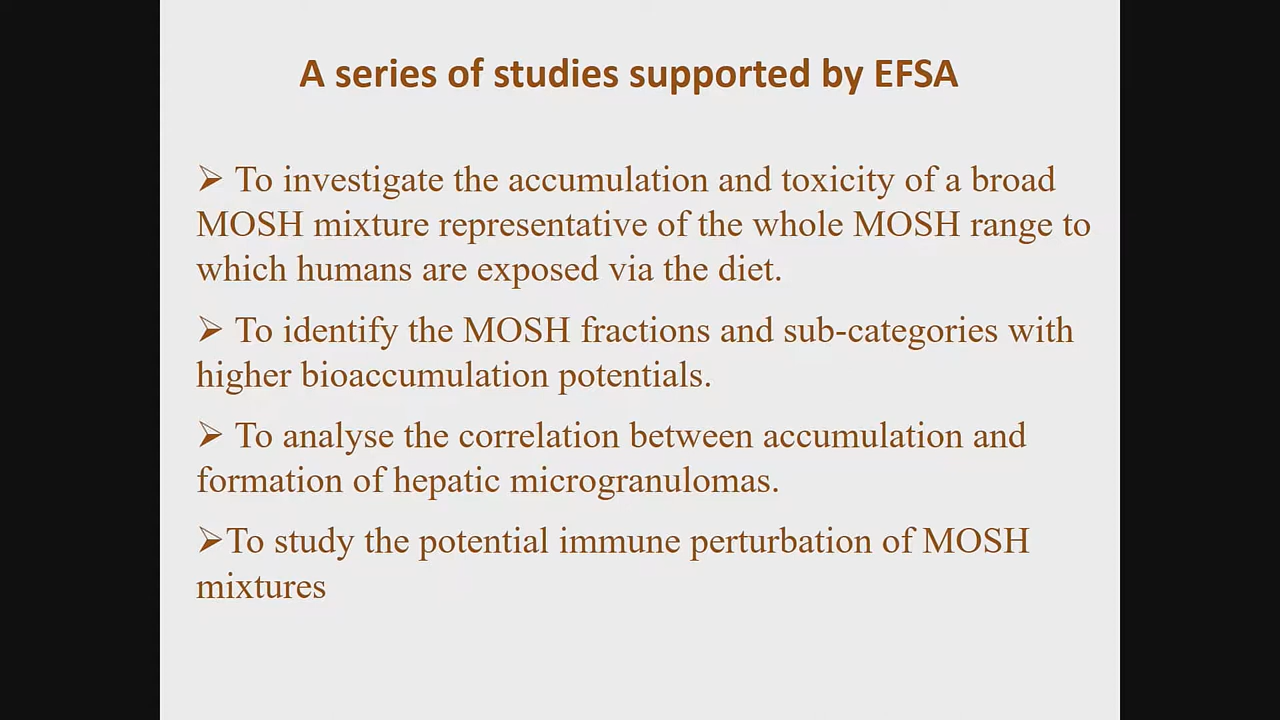 A series of studies supported by EFSA
➢ To investigate the accumulation and toxicity of a broad
MOSH mixture representative of the whole MOSH range to
which humans are exposed via the diet.
➢ To identify the MOSH fractions and sub-categories with
higher bioaccumulation potentials.
➢ To analyse the correlation between accumulation and
formation of hepatic microgranulomas.
➢To study the potential immune perturbation of MOSH
mixtures